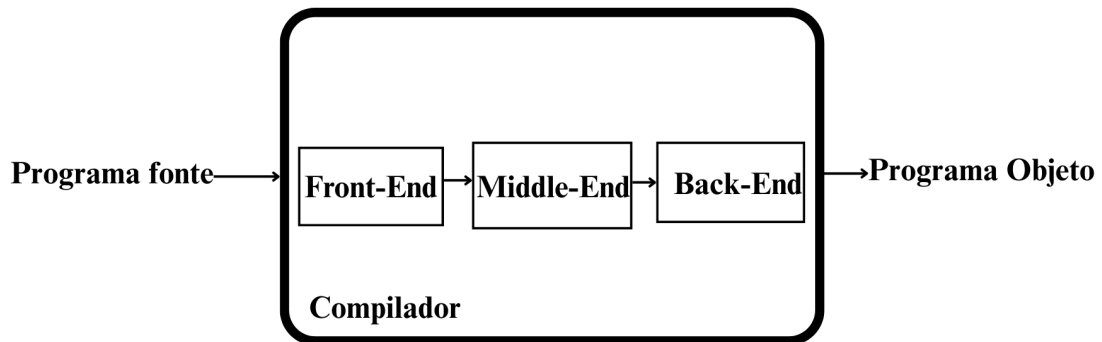 Programa fonte
Front-End
Middle-End
Back-End
Programa Objeto
Compilador